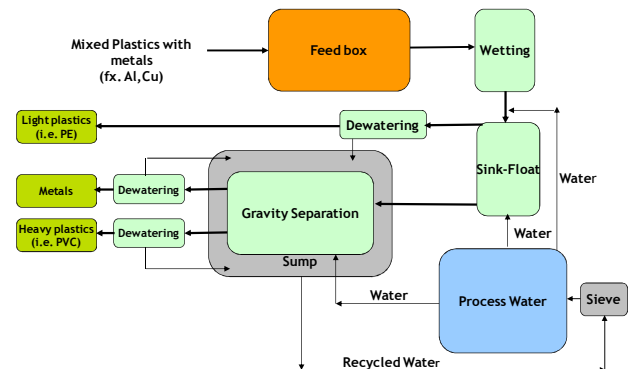 Mixed Plastics with
metals
(fx. Al,Cu)
Feed box
Wetting
Light plastics
(i.e. PE)
Dewatering
Sink-Float
Water
Metals
Dewatering
Gravity Separation
Heavy plastics
(i.e. PVC)
Dewatering
Sump
Water
Water
Process Water
Sieve
Recycled Water